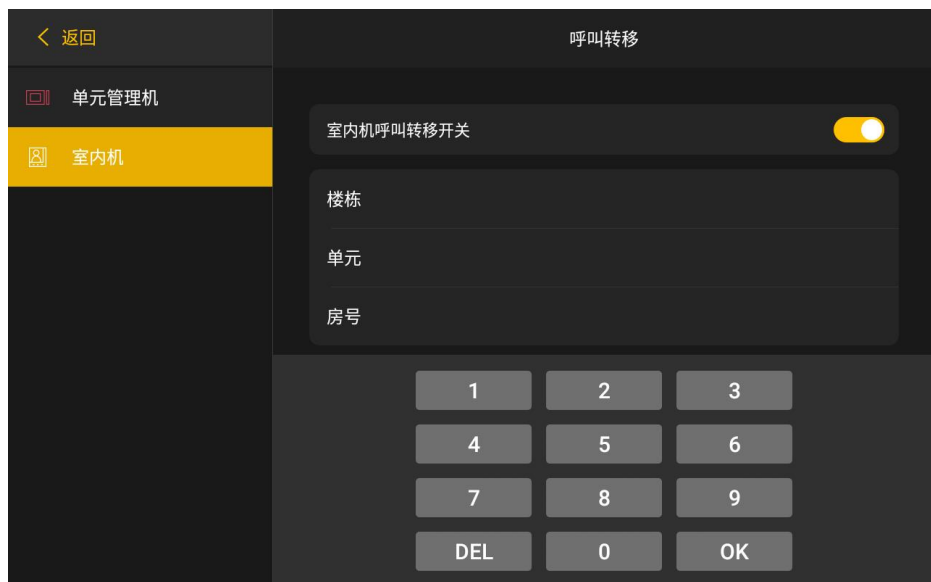 返回
呼叫转移
单元管理机
室内机
室内机呼叫转移开关
楼栋
单元
房号
1 2 3
4 5 6
7 8 9
DEL 0 OK